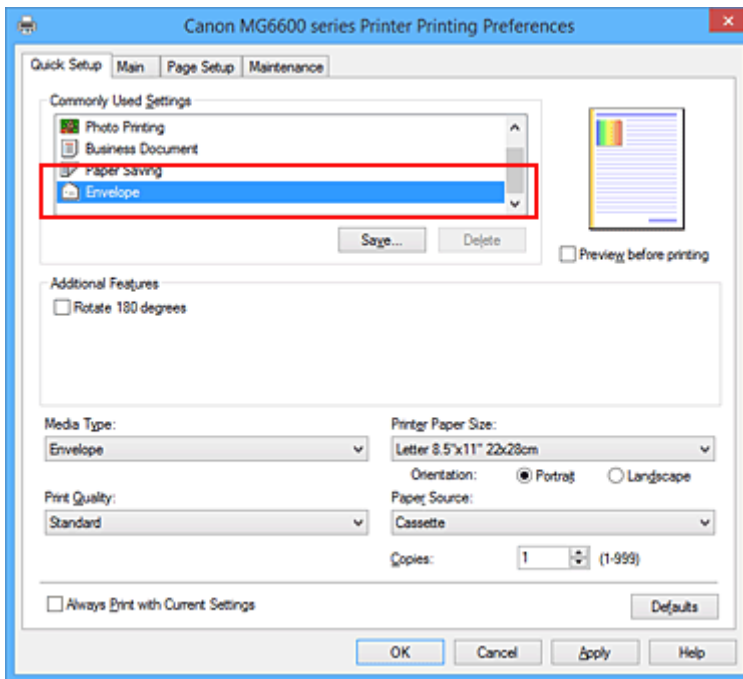 Canon MG6600 series Printer Printing Preferences
Quick Setup Main Page Setup Maintenance
Commonly Used Settings
Photo Printing
Business Document
Paper Saving
Envelope
Save... Delete
Preview before printing
Additional Features
Rotate 180 degrees
Media Type: Printer Paper Size:
Envelope Letter 8.5"x11" 22x28cm
Orientation: Portrait Landscape
Print Quality: Paper Source:
Standard Cassette
Copies: 1 (1-999)
Always Print with Current Settings Defaults
OK Cancel Apply Help